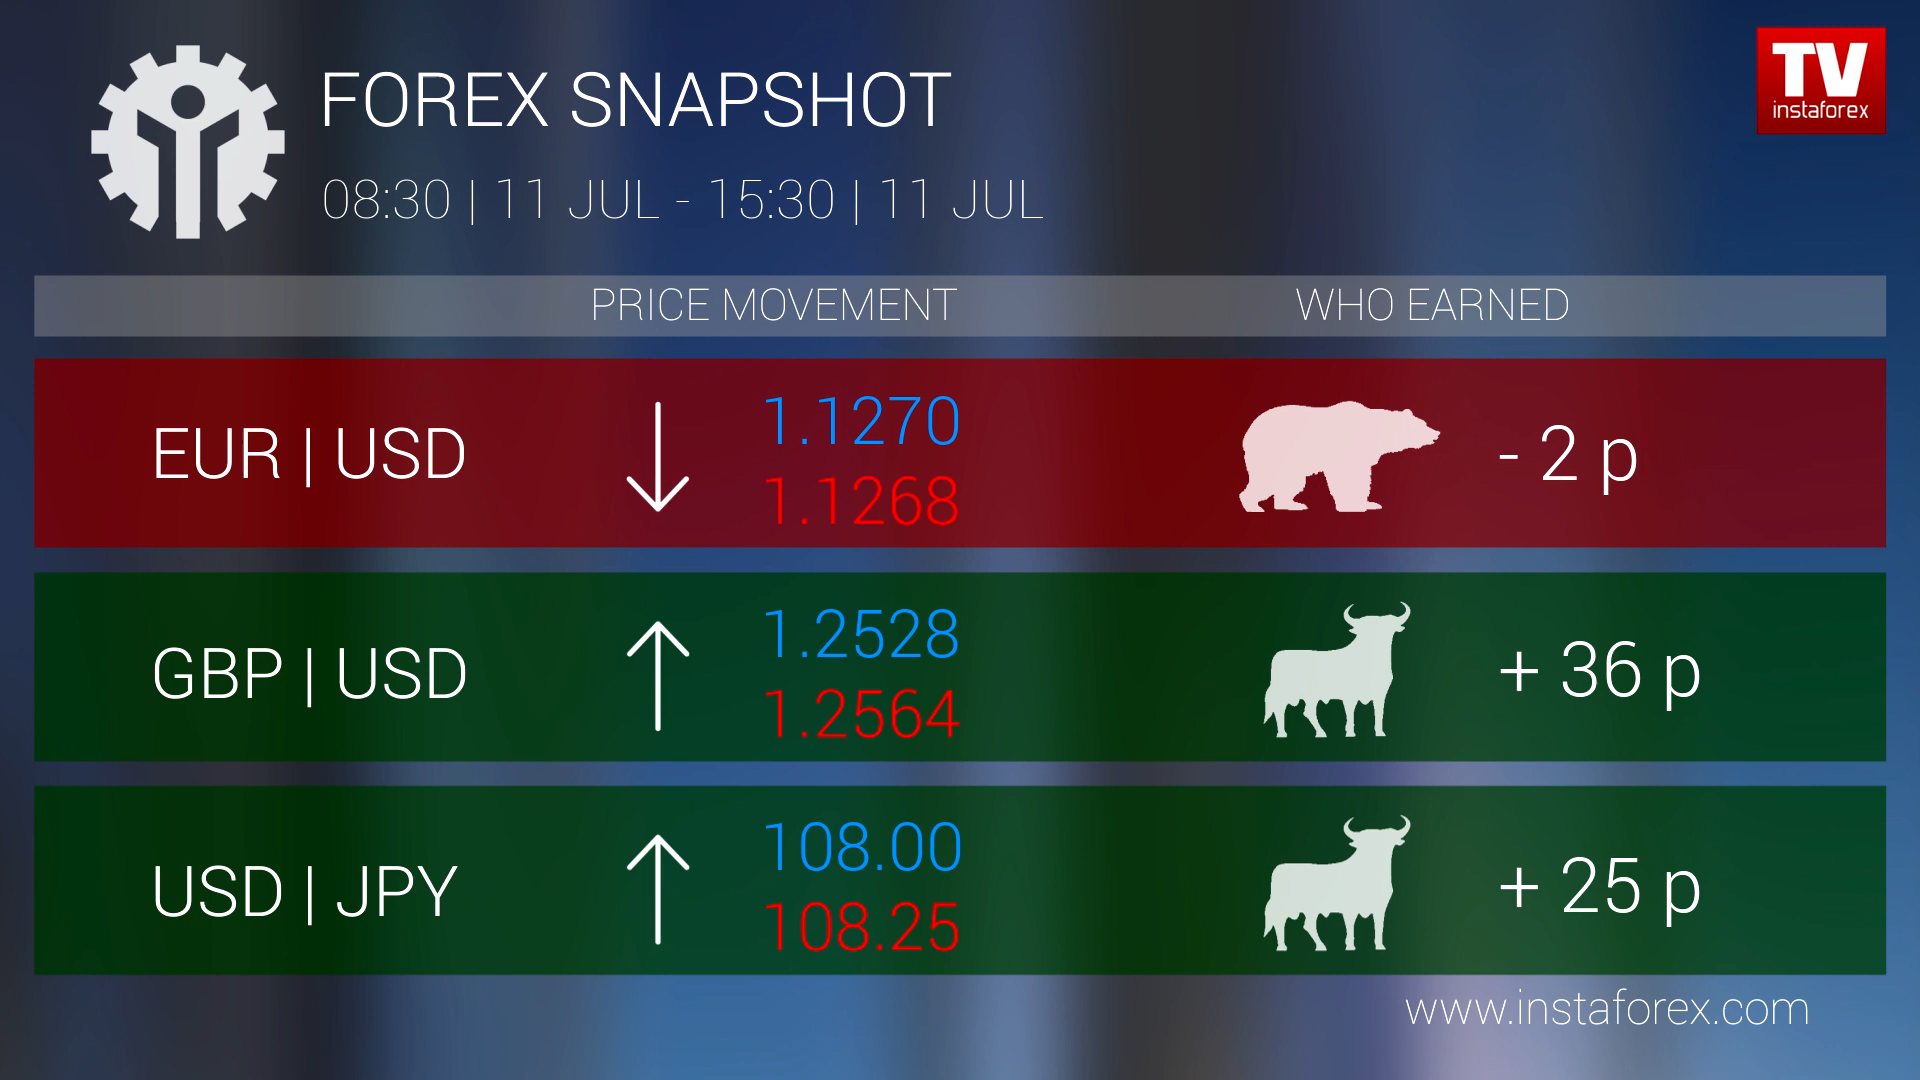 FOREX SNAPSHOT
TV
instaforex
08:30 | 11 JUL - 15:30 | 11 JUL
PRICE MOVEMENT WHO EARNED
EUR | USD 1.1270 1.1268 - 2 p
GBP | USD 1.2528 1.2564 + 36 p
USD | JPY 108.00 108.25 + 25 p
www.instaforex.com